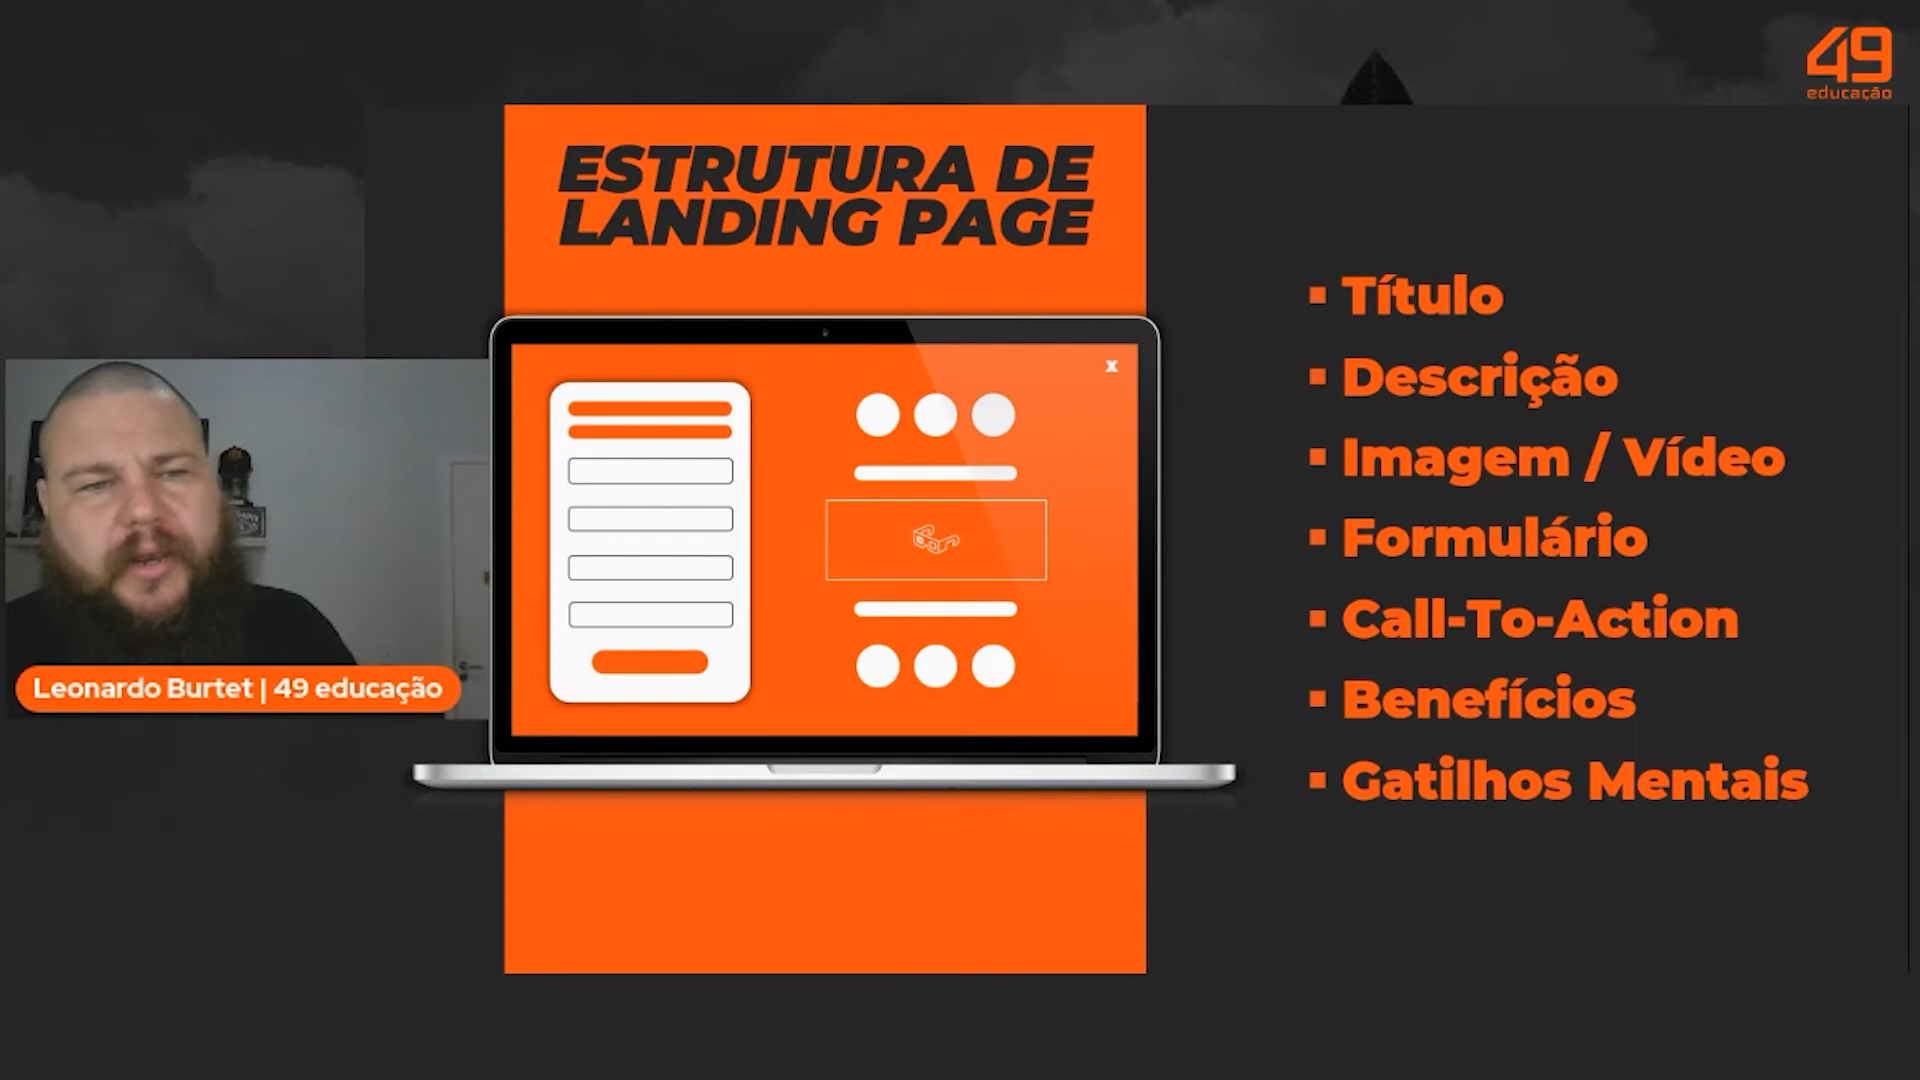 49
educação
ESTRUTURA DE
LANDING PAGE
x
▪ Título
▪ Descrição
▪ Imagem / Vídeo
▪ Formulário
▪ Call-To-Action
▪ Benefícios
▪ Gatilhos Mentais
Leonardo Burtet | 49 educação